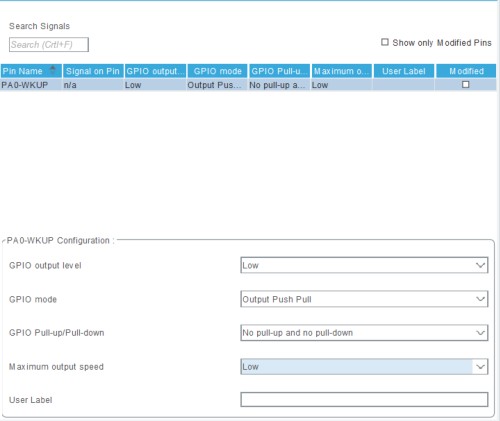 Search Signals
Search (Crtl+F)
Show only Modified Pins
Pin Name Signal on Pin GPIO output... GPIO mode GPIO Pull-u... Maximum o... User Label Modified
PA0-WKUP n/a Low Output Pus... No pull-up a... Low
PA0-WKUP Configuration :
GPIO output level Low
GPIO mode Output Push Pull
GPIO Pull-up/Pull-down No pull-up and no pull-down
Maximum output speed Low
User Label